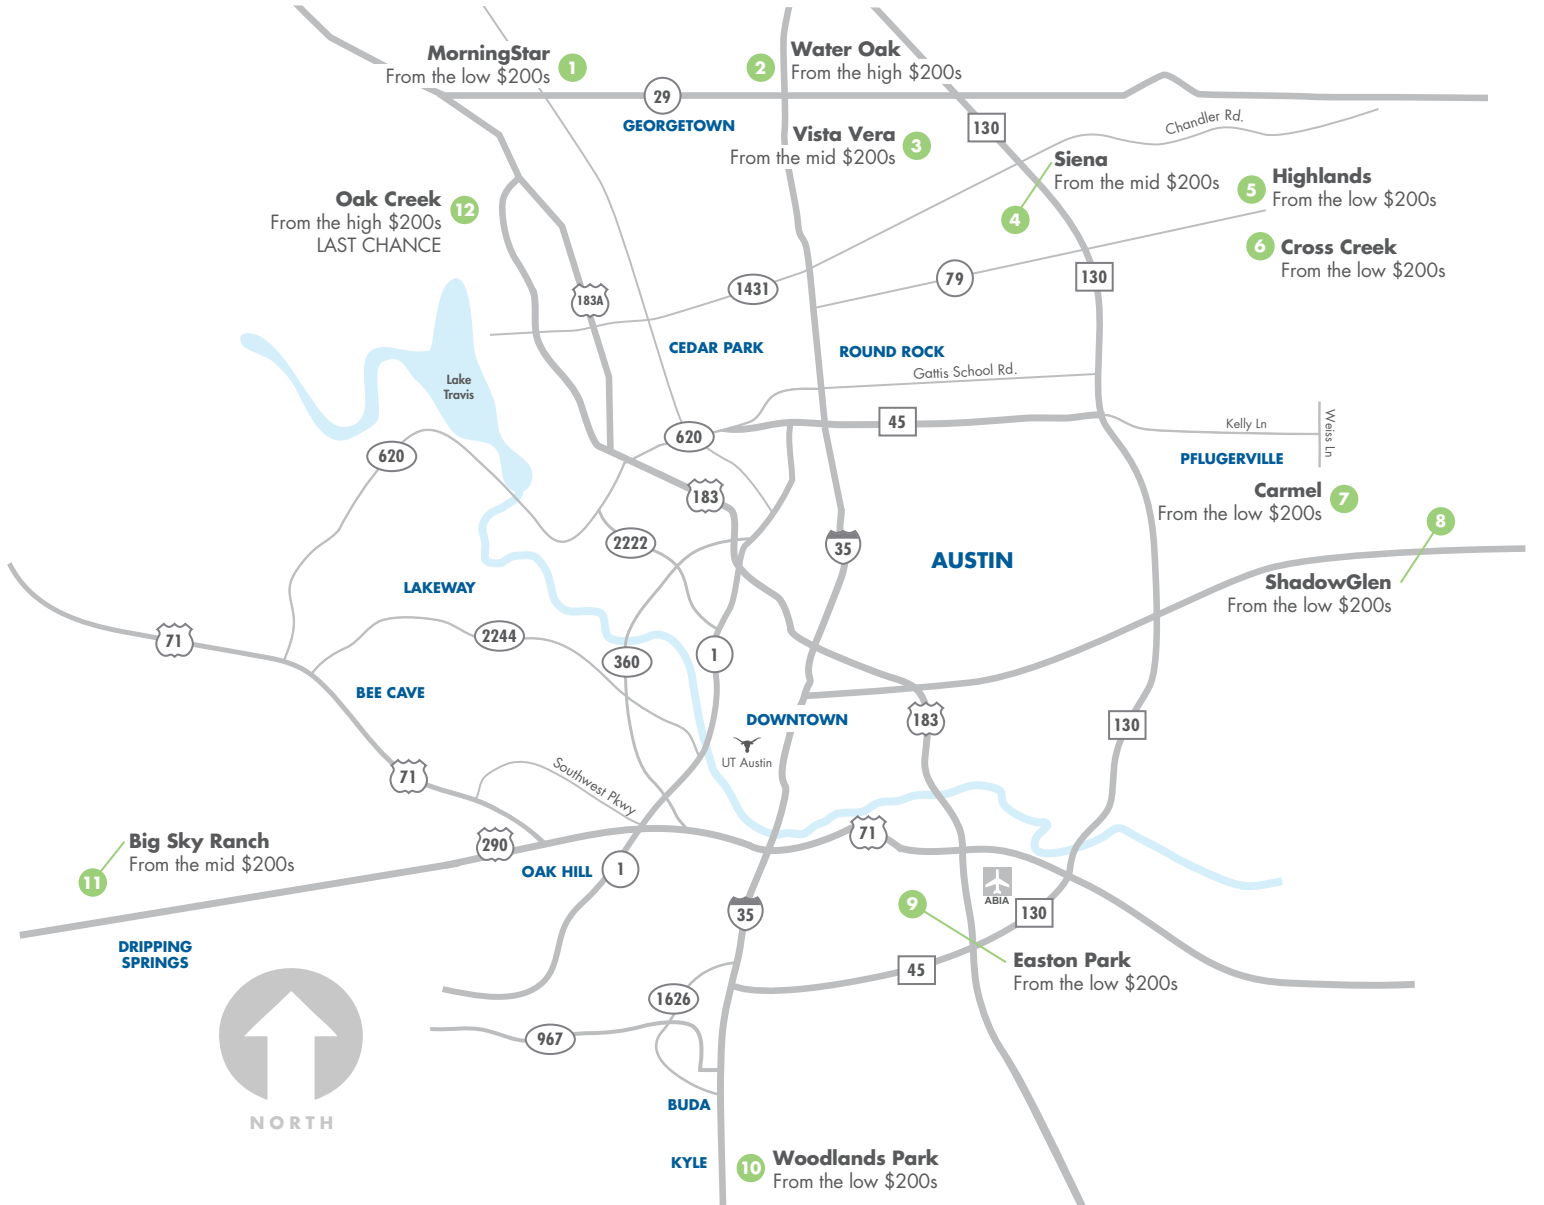 MorningStar
From the low $200s
1
2
Water Oak
From the high $200s
29
GEORGETOWN
130
Chandler Rd.
Vista Vera
From the mid $200s
3
Siena
From the mid $200s
4
5
Highlands
From the low $200s
Oak Creek
From the high $200s
LAST CHANCE
12
6
Cross Creek
From the low $200s
183A
1431
79
130
CEDAR PARK
ROUND ROCK
Gattis School Rd.
Lake
Travis
620
620
45
Kelly Ln
Weiss Ln
PFLUGERVILLE
183
Carmel
From the low $200s
7
8
2222
35
AUSTIN
ShadowGlen
From the low $200s
LAKEWAY
71
2244
360
1
BEE CAVE
DOWNTOWN
183
130
UT Austin
71
Southwest Pkwy
Big Sky Ranch
From the mid $200s
11
290
OAK HILL
1
71
ABIA
9
35
130
DRIPPING
SPRINGS
45
Easton Park
From the low $200s
1626
967
NORTH
BUDA
KYLE
10
Woodlands Park
From the low $200s